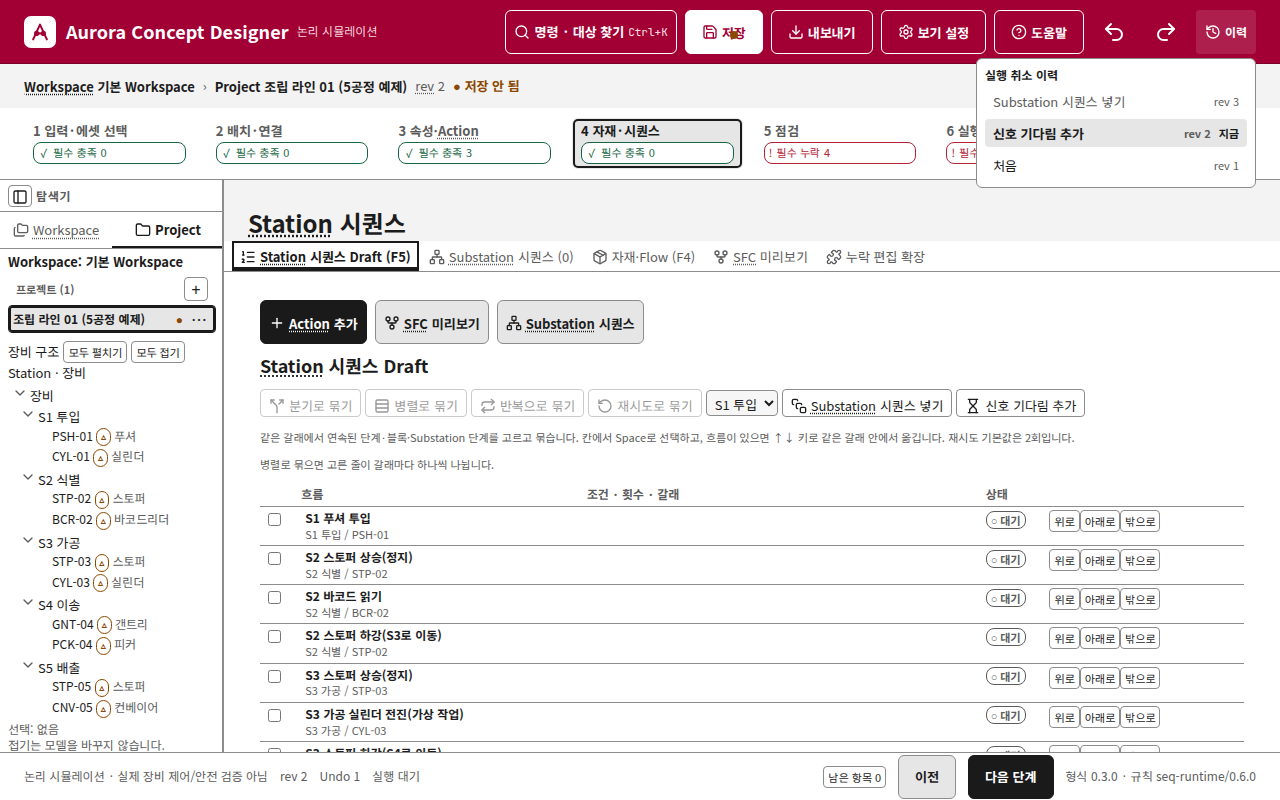 Aurora Concept Designer 논리 시뮬레이션
명령 · 대상 찾기 Ctrl+K
저장
내보내기
보기 설정
도움말
이력
Workspace 기본 Workspace › Project 조립 라인 01 (5공정 예제) rev 2 ● 저장 안 됨
실행 취소 이력
Substation 시퀀스 넣기 rev 3
신호 기다림 추가 rev 2 지금
처음 rev 1
1 입력·에셋 선택
✓ 필수 충족 0
2 배치·연결
✓ 필수 충족 0
3 속성·Action
✓ 필수 충족 3
4 자재·시퀀스
✓ 필수 충족 0
5 점검
! 필수 누락 4
6 실행
! 필수
탐색기
Workspace
Project
Workspace: 기본 Workspace
프로젝트 (1)
+
조립 라인 01 (5공정 예제) ● ···
장비 구조 모두 펼치기 모두 접기
Station · 장비
장비
S1 투입
PSH-01 푸셔
CYL-01 실린더
S2 식별
STP-02 스토퍼
BCR-02 바코드리더
S3 가공
STP-03 스토퍼
CYL-03 실린더
S4 이송
GNT-04 갠트리
PCK-04 피커
S5 배출
STP-05 스토퍼
CNV-05 컨베이어
선택: 없음
접기는 모델을 바꾸지 않습니다.
Station 시퀀스
Station 시퀀스 Draft (F5)
Substation 시퀀스 (0)
자재·Flow (F4)
SFC 미리보기
누락 편집 확장
+ Action 추가
SFC 미리보기
Substation 시퀀스
Station 시퀀스 Draft
분기로 묶기
병렬로 묶기
반복으로 묶기
재시도로 묶기
S1 투입
Substation 시퀀스 넣기
신호 기다림 추가
같은 갈래에서 연속된 단계·블록·Substation 단계를 고르고 묶습니다. 칸에서 Space로 선택하고, 흐름이 있으면 ↑↓ 키로 같은 갈래 안에서 옮깁니다. 재시도 기본값은 2회입니다.
병렬로 묶으면 고른 줄이 갈래마다 하나씩 나뉩니다.
흐름 조건 · 횟수 · 갈래 상태
S1 푸셔 투입 ○ 대기 위로 아래로 밖으로
S1 투입 / PSH-01
S2 스토퍼 상승(정지) ○ 대기 위로 아래로 밖으로
S2 식별 / STP-02
S2 바코드 읽기 ○ 대기 위로 아래로 밖으로
S2 식별 / BCR-02
S2 스토퍼 하강(S3로 이동) ○ 대기 위로 아래로 밖으로
S2 식별 / STP-02
S3 스토퍼 상승(정지) ○ 대기 위로 아래로 밖으로
S3 가공 / STP-03
S3 가공 실린더 전진(가상 작업) ○ 대기 위로 아래로 밖으로
S3 가공 / CYL-03
논리 시뮬레이션 · 실제 장비 제어/안전 검증 아님 rev 2 Undo 1 실행 대기
남은 항목 0
이전
다음 단계
형식 0.3.0 · 규칙 seq-runtime/0.6.0